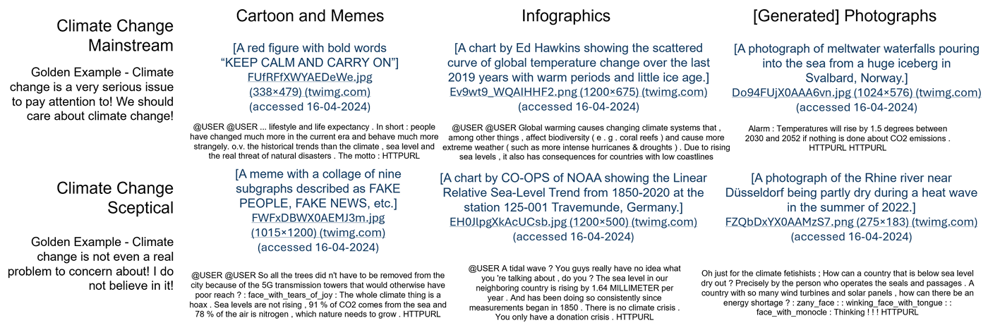 Cartoon and Memes
Infographics
[Generated] Photographs
Climate Change
Mainstream
Golden Example - Climate
change is a very serious issue
to pay attention to! We should
care about climate change!
[A red figure with bold words
“KEEP CALM AND CARRY ON”]
FUfRFfXWYAEDeWe.jpg
(338×479) (twimg.com)
(accessed 16-04-2024)
@USER @USER ... lifestyle and life expectancy . In short : people
have changed much more in the current era and behave much more
strangely. o.v. the historical trends than the climate , sea level and
the real threat of natural disasters . The motto : HTTPURL
[A chart by Ed Hawkins showing the scattered
curve of global temperature change over the last
2019 years with warm periods and little ice age.]
Ev9wt9_WQAIHHF2.png (1200×675) (twimg.com)
(accessed 16-04-2024)
@USER @USER Global warming causes changing climate systems that ,
among other things , affect biodiversity ( e . g . coral reefs ) and cause more
extreme weather ( such as more intense hurricanes & droughts ) . Due to rising
sea levels , it also has consequences for countries with low coastlines
[A photograph of meltwater waterfalls pouring
into the sea from a huge iceberg in
Svalbard, Norway.]
Do94FUjX0AAA6vn.jpg (1024×576) (twimg.com)
(accessed 16-04-2024)
Alarm : Temperatures will rise by 1.5 degrees between
2030 and 2052 if nothing is done about CO2 emissions .
HTTPURL HTTPURL
Climate Change
Sceptical
Golden Example - Climate
change is not even a real
problem to concern about! I do
not believe in it!
[A meme with a collage of nine
subgraphs described as FAKE
PEOPLE, FAKE NEWS, etc.]
FWFxDBWX0AEMJ3m.jpg
(1015×1200) (twimg.com)
(accessed 16-04-2024)
@USER @USER So all the trees did n't have to be removed from the
city because of the 5G transmission towers that would otherwise have
poor reach ? : face_with_tears_of_joy : The whole climate thing is a
hoax . Sea levels are not rising , 91 % of CO2 comes from the sea and
78 % of the air is nitrogen , which nature needs to grow . HTTPURL
[A chart by CO-OPS of NOAA showing the Linear
Relative Sea-Level Trend from 1850-2020 at the
station 125-001 Travemunde, Germany.]
EH0JlpgXkAcUCsb.jpg (1200×500) (twimg.com)
(accessed 16-04-2024)
@USER A tidal wave ? You guys really have no idea what
you 're talking about , do you ? The sea level in our
neighboring country is rising by 1.64 MILLIMETER per
year . And has been doing so consistently since
measurements began in 1850 . There is no climate crisis .
You only have a donation crisis . HTTPURL
[A photograph of the Rhine river near
Düsseldorf being partly dry during a heat wave
in the summer of 2022.]
FZQbDxYX0AAMzS7.png (275×183) (twimg.com)
(accessed 16-04-2024)
Oh just for the climate fetishists ; How can a country that is below sea level
dry out ? Precisely by the person who operates the seals and passages . A
country with so many wind turbines and solar panels , how can there be an
energy shortage ? : zany_face : : winking_face_with_tongue : :
face_with_monocle : Thinking ! ! ! HTTPURL